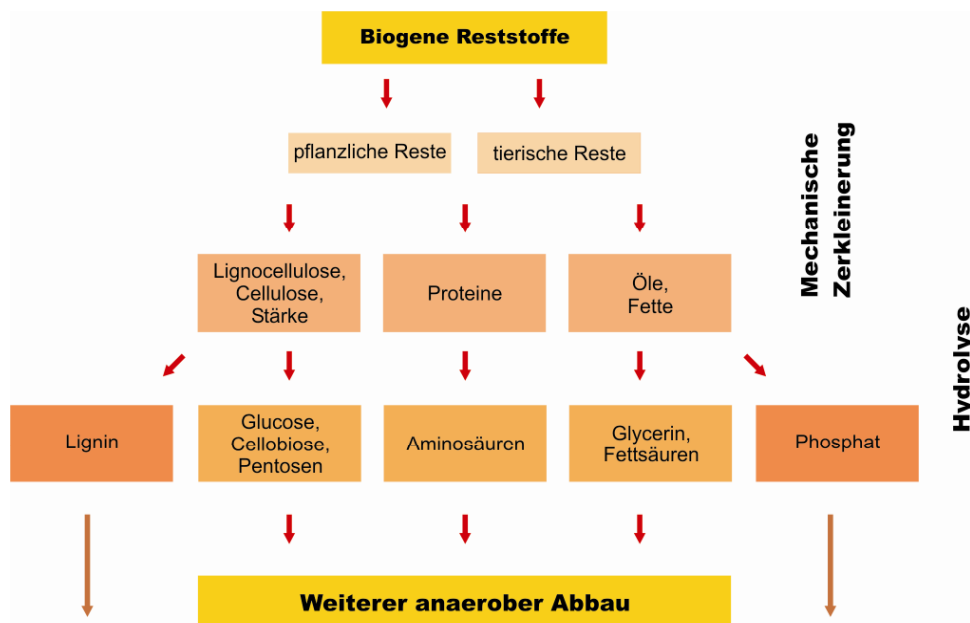 Biogene Reststoffe
pflanzliche Reste
tierische Reste
Mechanische
Zerkleinerung
Lignocellulose,
Cellulose,
Stärke
Proteine
Öle,
Fette
Hydrolyse
Lignin
Glucose,
Cellobiose,
Pentosen
Aminosäuren
Glycerin,
Fettsäuren
Phosphat
Weiterer anaerober Abbau